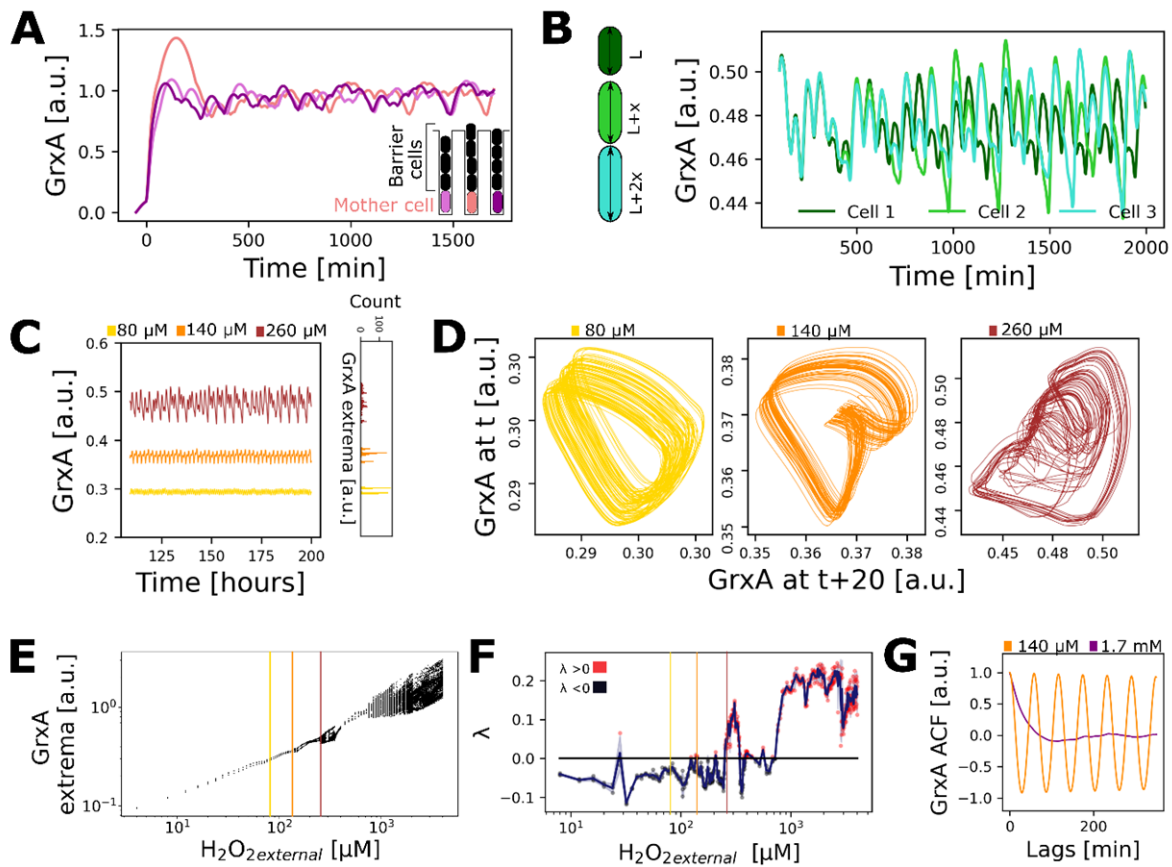 A
GrxA [a.u.]
1.5
1.0
0.5
0.0
0
500
1000
1500
Time [min]
Barrier
cells
Mother cell
B
L
L+x
L+2x
GrxA [a.u.]
0.50
0.48
0.46
0.44
Cell 1
Cell 2
Cell 3
500
1000
1500
2000
Time [min]
C
80 µM
140 µM
260 µM
GrxA [a.u.]
0.6
0.5
0.4
0.3
0.2
125
150
175
200
Time [hours]
Count
0
100
GrxA extrema [a.u.]
D
80 µM
140 µM
260 µM
GrxA at t [a.u.]
0.30
0.30
0.29
0.29
0.30
0.30
0.38
0.37
0.36
0.35
0.35
0.36
0.37
0.38
0.50
0.48
0.46
0.44
0.45
0.48
0.50
GrxA at t+20 [a.u.]
E
GrxA
extrema [a.u.]
10⁰
10⁻¹
10¹
10²
10³
H₂O₂external [µM]
F
λ
λ >0
λ <0
0.2
0.1
0.0
−0.1
10¹
10²
10³
H₂O₂external [µM]
G
140 µM
1.7 mM
GrxA ACF [a.u.]
1.0
0.5
0.0
−0.5
−1.0
0
200
Lags [min]